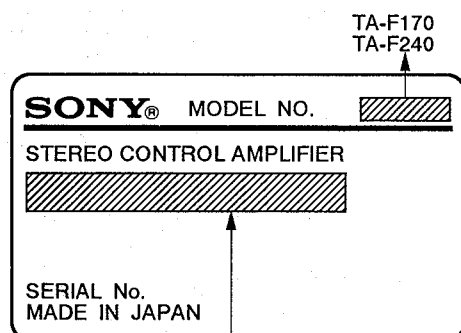 TA-F170
TA-F240
SONY® MODEL NO.
STEREO CONTROL AMPLIFIER
SERIAL No.
MADE IN JAPAN